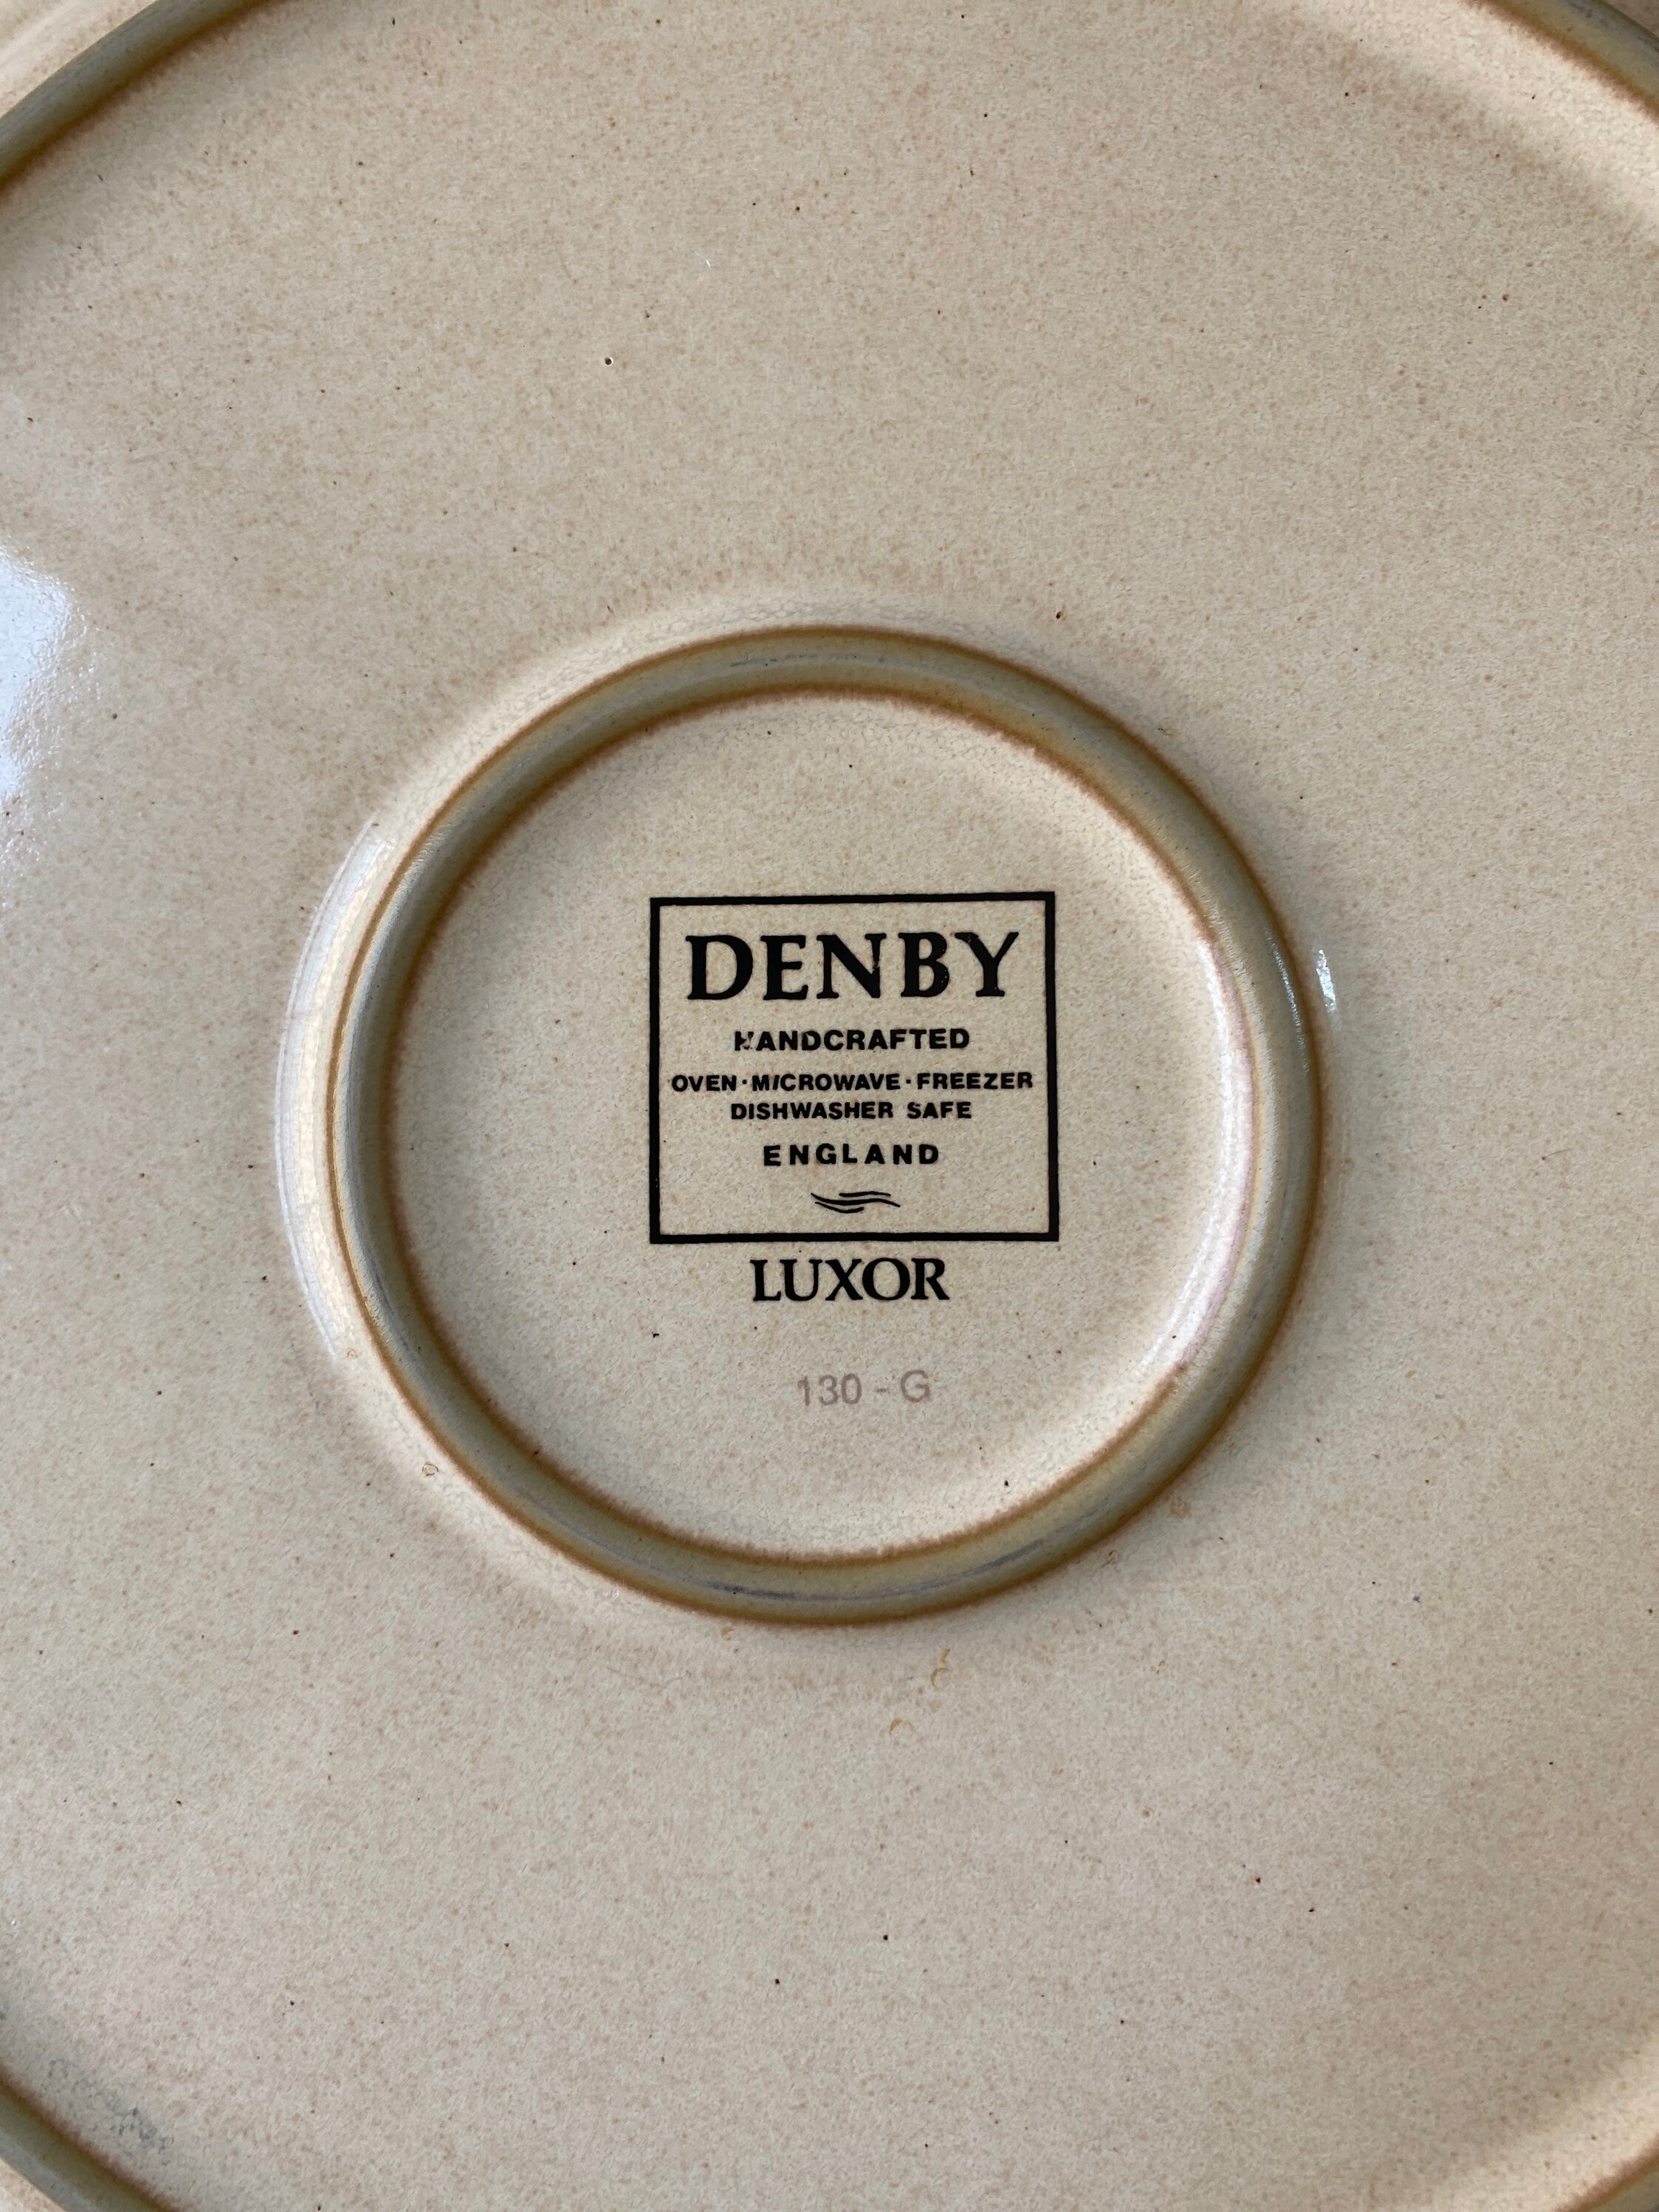 DENBY
HANDCRAFTED
OVEN·MICROWAVE·FREEZER
DISHWASHER SAFE
ENGLAND
LUXOR
130 - G